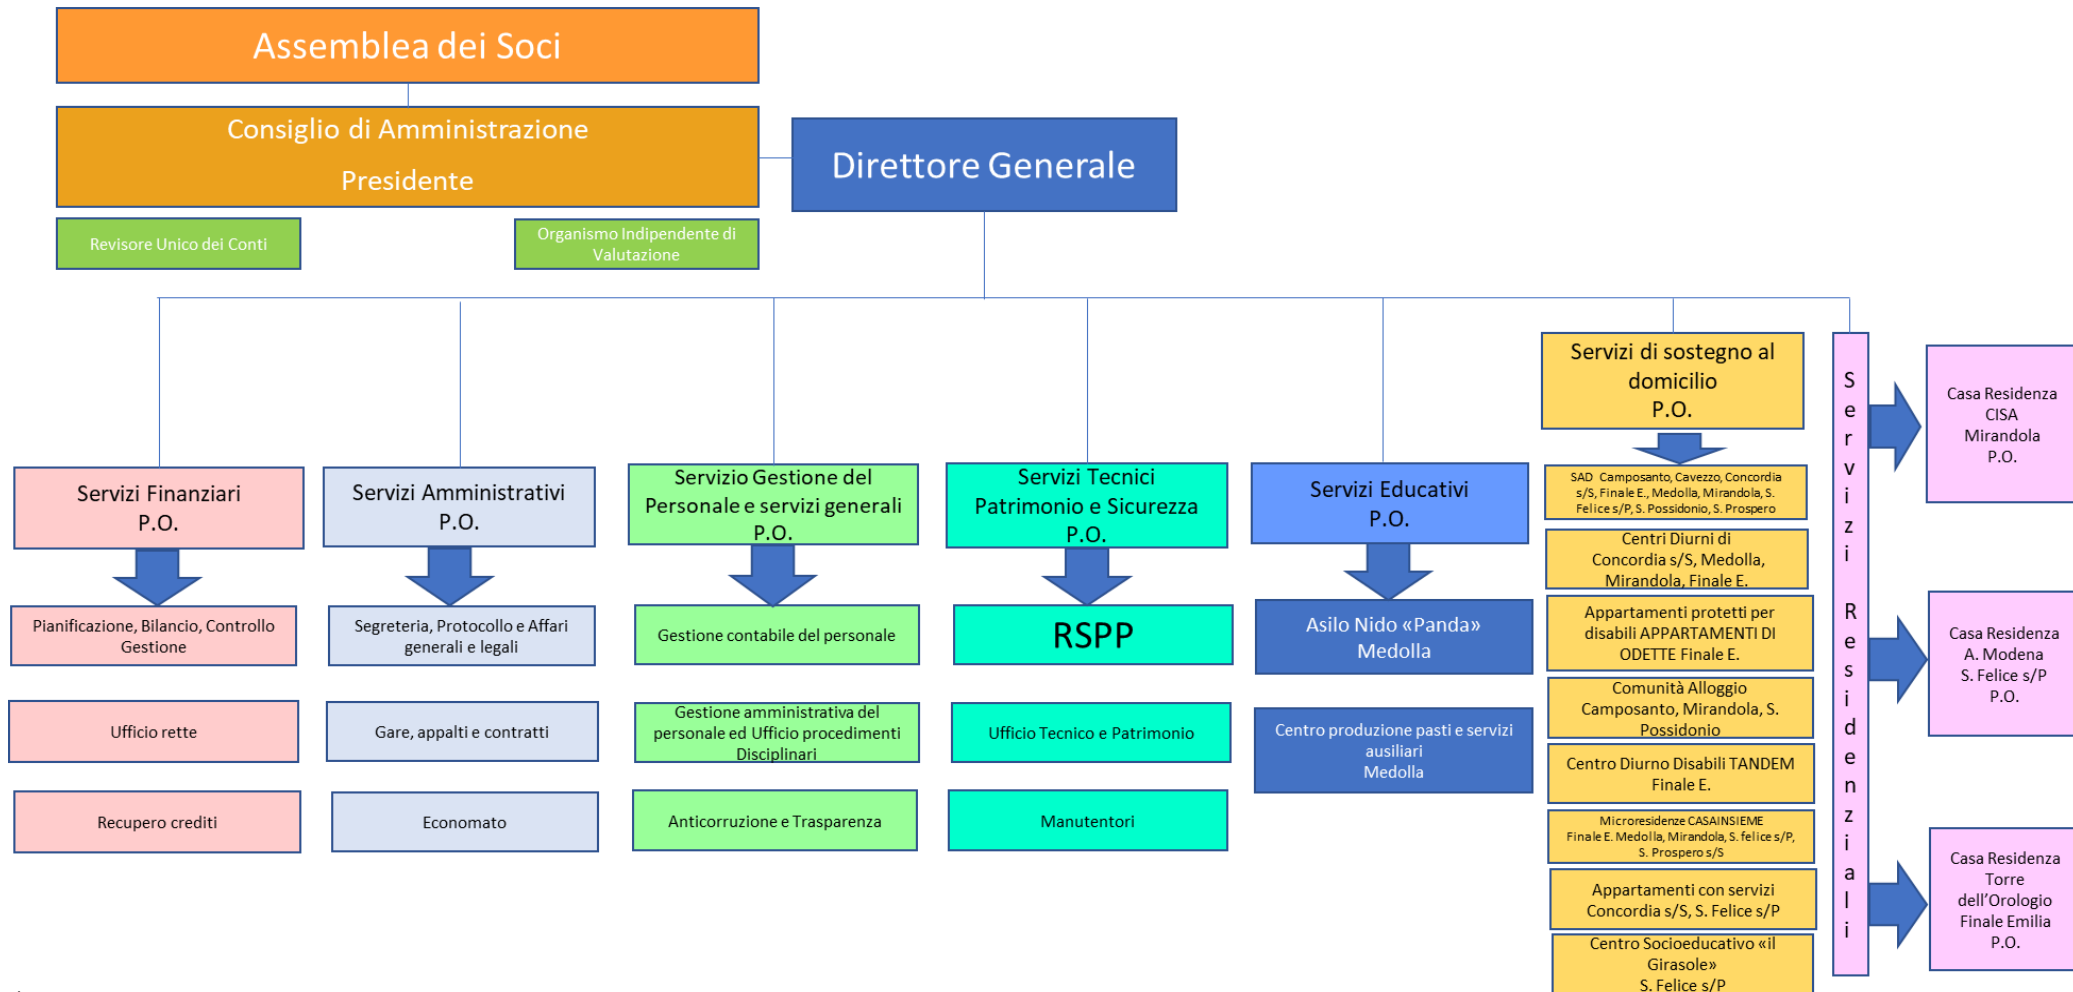 Assemblea dei Soci
Consiglio di Amministrazione
Presidente
Direttore Generale
Revisore Unico dei Conti
Organismo Indipendente di
Valutazione
Servizi Finanziari
P.O.
Pianificazione, Bilancio, Controllo
Gestione
Ufficio rette
Recupero crediti
Servizi Amministrativi
P.O.
Segreteria, Protocollo e Affari
generali e legali
Gare, appalti e contratti
Economato
Servizio Gestione del
Personale e servizi generali
P.O.
Gestione contabile del personale
Gestione amministrativa del
personale ed Ufficio procedimenti
Disciplinari
Anticorruzione e Trasparenza
Servizi Tecnici
Patrimonio e Sicurezza
P.O.
RSPP
Ufficio Tecnico e Patrimonio
Manutentori
Servizi Educativi
P.O.
Asilo Nido «Panda»
Medolla
Centro produzione pasti e servizi
ausiliari
Medolla
Servizi di sostegno al
domicilio
P.O.
SAD Camposanto, Cavezzo, Concordia
s/S, Finale E., Medolla, Mirandola, S.
Felice s/P, S. Possidonio, S. Prospero
Centri Diurni di
Concordia s/S, Medolla,
Mirandola, Finale E.
Appartamenti protetti per
disabili APPARTAMENTI DI
ODETTE Finale E.
Comunità Alloggio
Camposanto, Mirandola, S.
Possidonio
Centro Diurno Disabili TANDEM
Finale E.
Microresidenze CASAINSIEME
Finale E. Medolla, Mirandola, S. felice s/P,
S. Prospero s/S
Appartamenti con servizi
Concordia s/S, S. Felice s/P
Centro Socioeducativo «il
Girasole»
S. Felice s/P
Servizi Residenziali
Casa Residenza
CISA
Mirandola
P.O.
Casa Residenza
A. Modena
S. Felice s/P
P.O.
Casa Residenza
Torre
dell'Orologio
Finale Emilia
P.O.